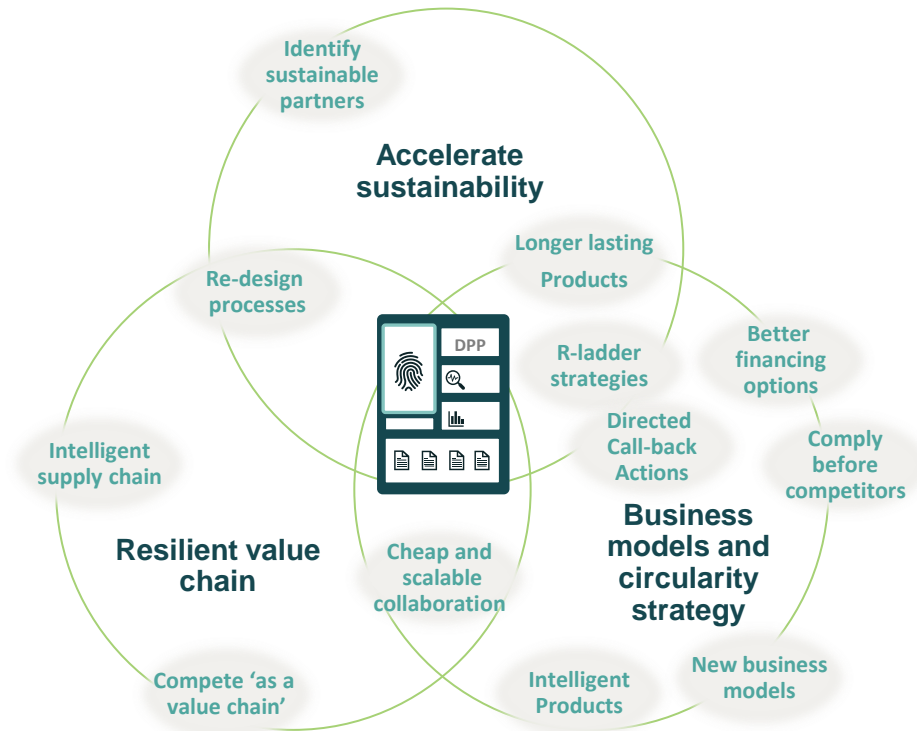 Identify
sustainable
partners
Accelerate
sustainability
Longer lasting
Products
Re-design
processes
DPP
R-ladder
strategies
Better
financing
options
Directed
Call-back
Actions
Intelligent
supply chain
Comply
before
competitors
Resilient value
chain
Cheap and
scalable
collaboration
Business
models and
circularity
strategy
Compete ‘as a
value chain’
Intelligent
Products
New business
models